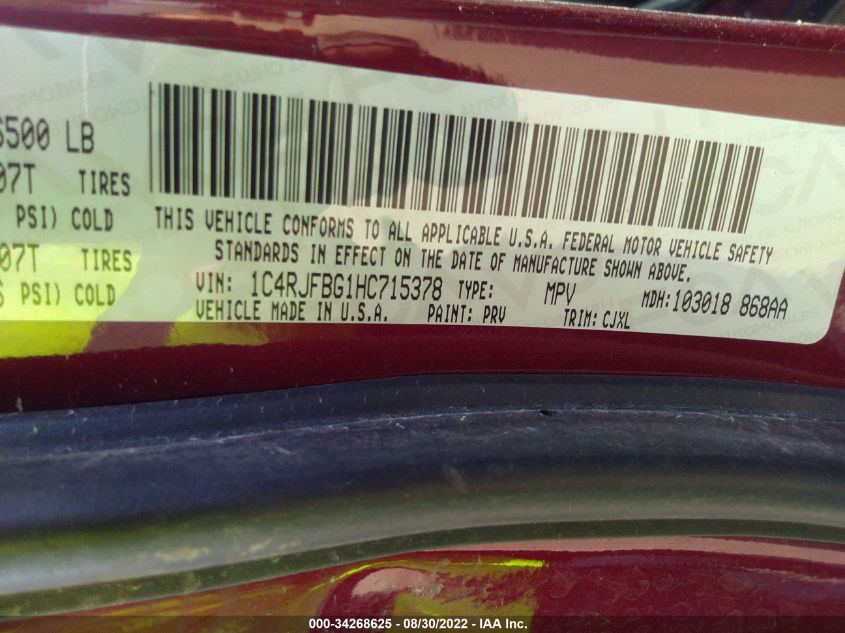 500 LB
07T TIRES
PSI) COLD
07T TIRES
PSI) COLD
THIS VEHICLE CONFORMS TO ALL APPLICABLE U.S.A. FEDERAL MOTOR VEHICLE SAFETY
STANDARDS IN EFFECT ON THE DATE OF MANUFACTURE SHOWN ABOVE.
VIN: 1C4RJFBG1HC715378 TYPE: MPV MDH:103018 868AA
VEHICLE MADE IN U.S.A. PAINT: PRV TRIM: CJXL
000-34268625 - 08/30/2022 - IAA Inc.